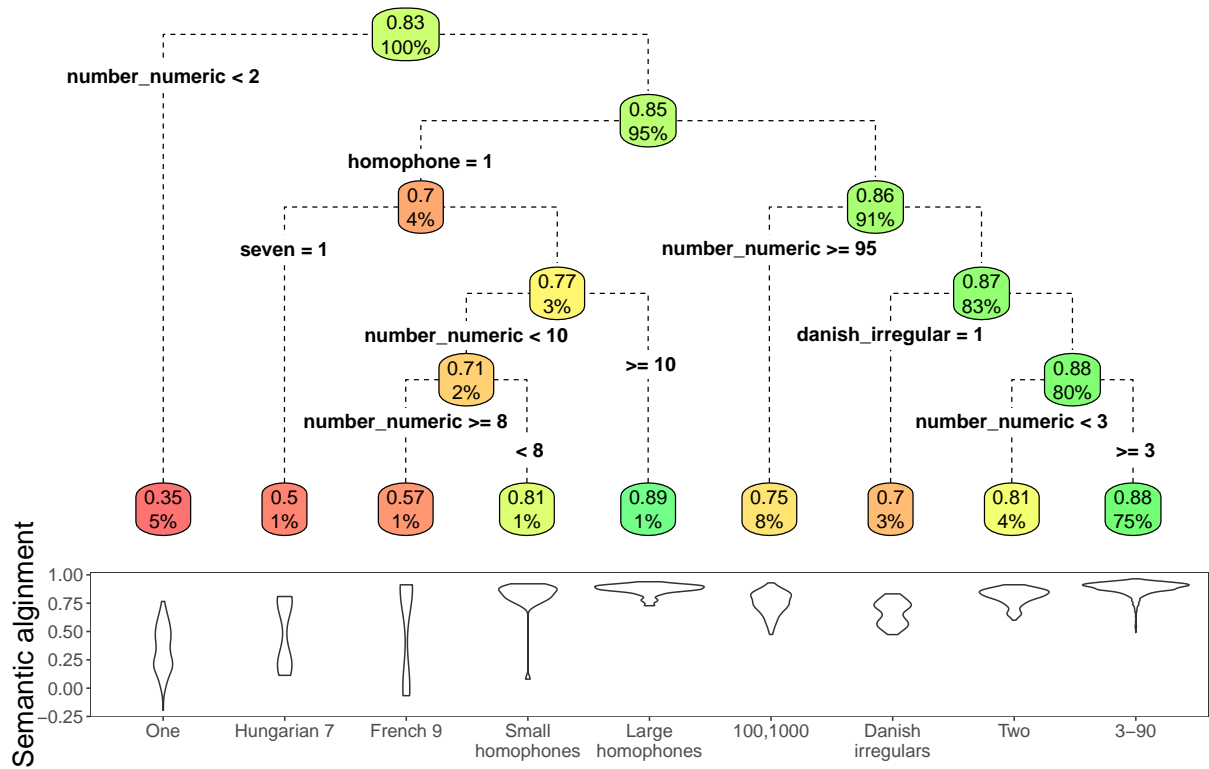 0.83
100%
number_numeric < 2
0.85
95%
homophone = 1
0.7
4%
0.86
91%
seven = 1
number_numeric >= 95
0.77
3%
0.87
83%
number_numeric < 10
>= 10
danish_irregular = 1
0.71
2%
0.88
80%
number_numeric >= 8
< 8
number_numeric < 3
>= 3
0.35
5%
0.5
1%
0.57
1%
0.81
1%
0.89
1%
0.75
8%
0.7
3%
0.81
4%
0.88
75%
Semantic alginment
1.00
0.75
0.50
0.25
0.00
−0.25
One
Hungarian 7
French 9
Small
homophones
Large
homophones
100,1000
Danish
irregulars
Two
3−90